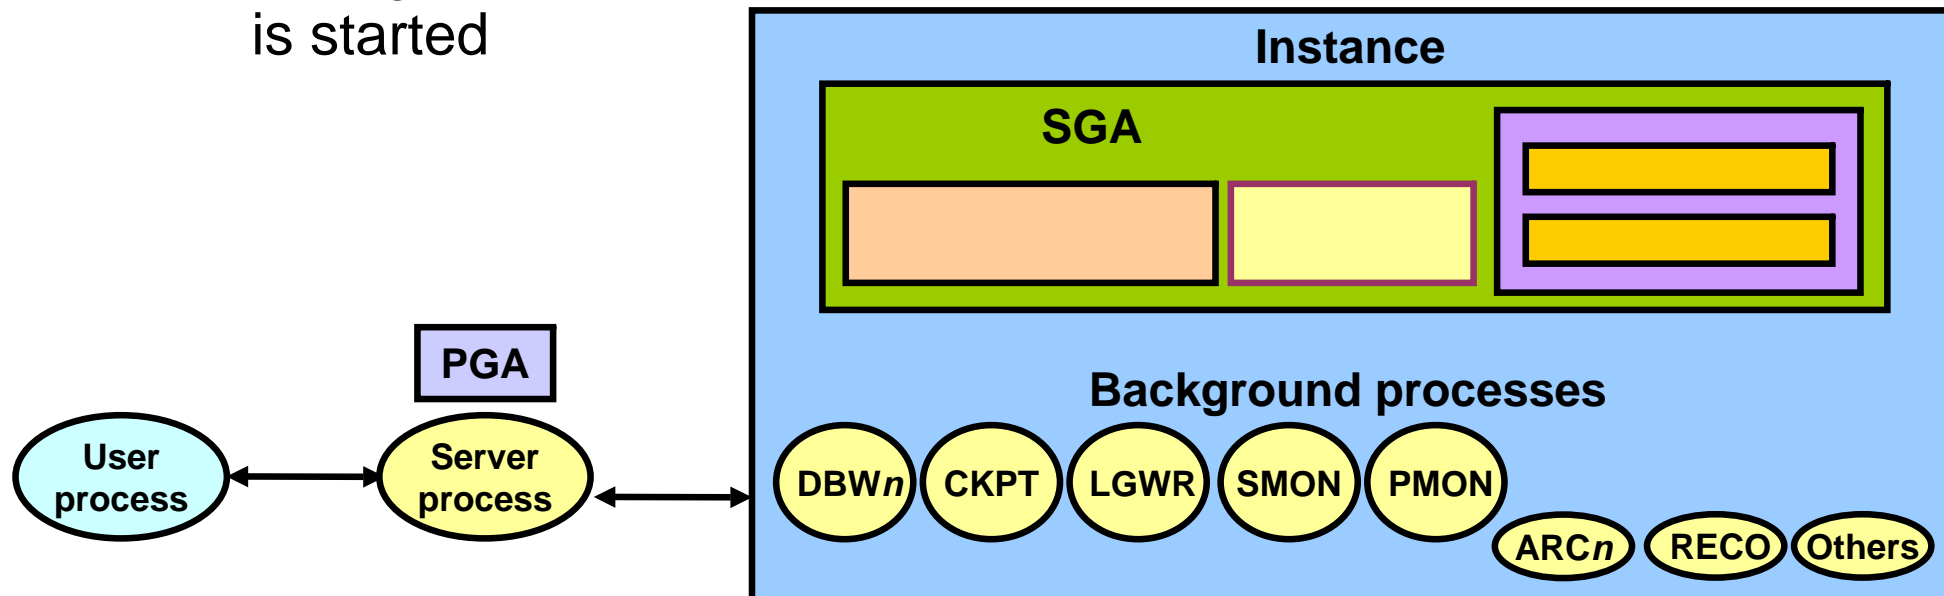 is started
Instance
SGA
PGA
Background processes
User
process
Server
process
DBWn
CKPT
LGWR
SMON
PMON
ARCn
RECO
Others